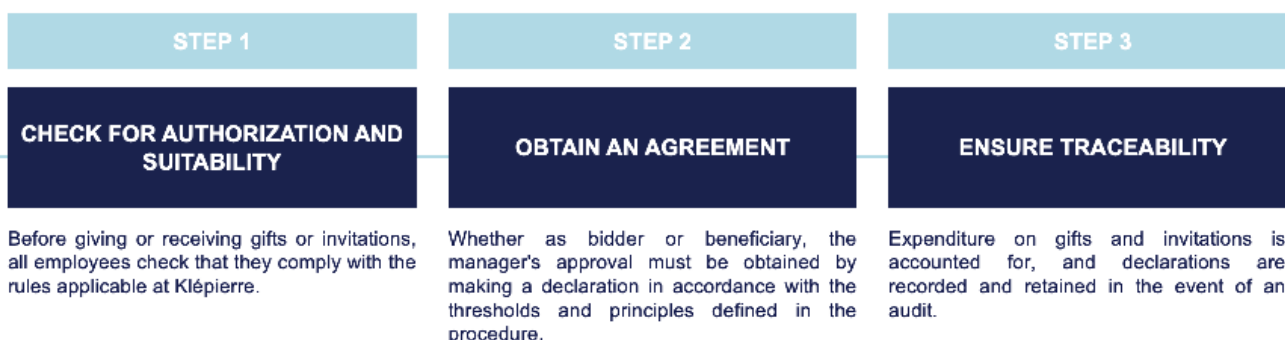 STEP 1
CHECK FOR AUTHORIZATION AND
SUITABILITY
Before giving or receiving gifts or invitations,
all employees check that they comply with the
rules applicable at Klépierre.
STEP 2
OBTAIN AN AGREEMENT
Whether as bidder or beneficiary, the
manager's approval must be obtained by
making a declaration in accordance with the
thresholds and principles defined in the
procedure.
STEP 3
ENSURE TRACEABILITY
Expenditure on gifts and invitations is
accounted for, and declarations are
recorded and retained in the event of an
audit.